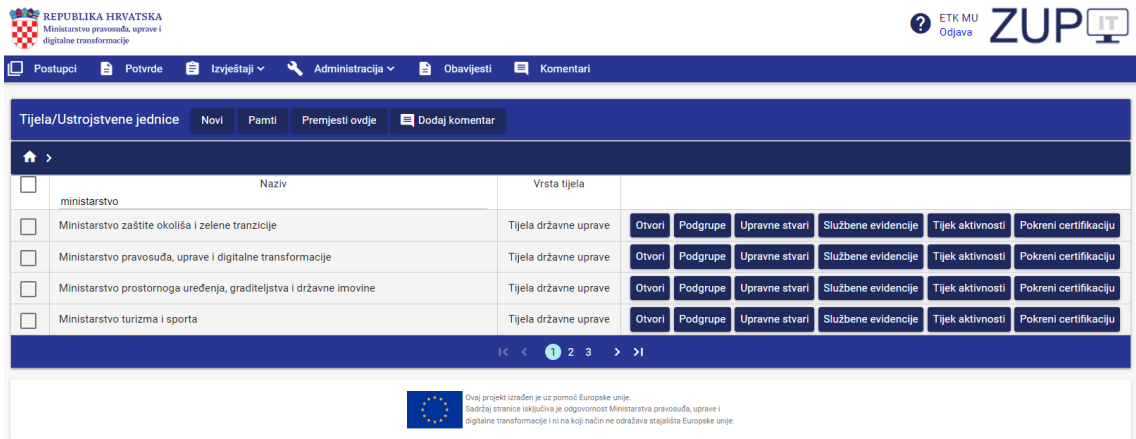 REPUBLIKA HRVATSKA
Ministarstvo pravosuđa, uprave i
digitalne transformacije
ETK MU
Odjava
ZUP IT
Postupci Potvrde Izvještaji Administracija Obavijesti Komentari
Tijela/Ustrojstvene jednice Novi Pamti Premjesti ovdje Dodaj komentar
Naziv Vrsta tijela
ministarstvo
Ministarstvo zaštite okoliša i zelene tranzicije Tijela državne uprave Otvori Podgrupe Upravne stvari Službene evidencije Tijek aktivnosti Pokreni certifikaciju
Ministarstvo pravosuđa, uprave i digitalne transformacije Tijela državne uprave Otvori Podgrupe Upravne stvari Službene evidencije Tijek aktivnosti Pokreni certifikaciju
Ministarstvo prostornoga uređenja, graditeljstva i državne imovine Tijela državne uprave Otvori Podgrupe Upravne stvari Službene evidencije Tijek aktivnosti Pokreni certifikaciju
Ministarstvo turizma i sporta Tijela državne uprave Otvori Podgrupe Upravne stvari Službene evidencije Tijek aktivnosti Pokreni certifikaciju
1 2 3
Ovaj projekt izrađen je uz pomoć Europske unije.
Sadržaj stranice isključiva je odgovornost Ministarstva pravosuđa, uprave i
digitalne transformacije i ni na koji način ne odražava stajališta Europske unije.